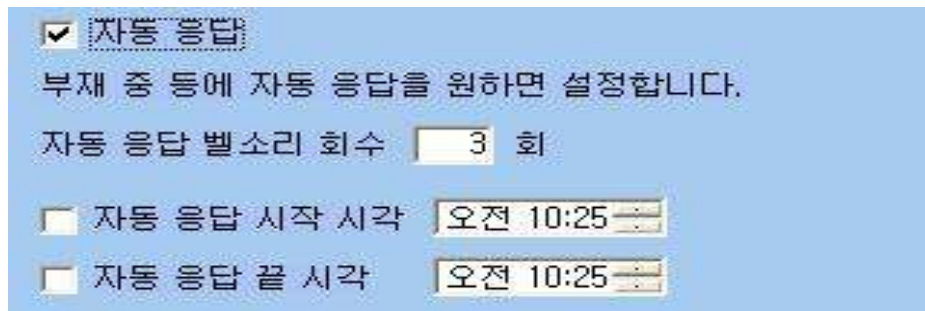 자동 응답
부재 중 등에 자동 응답을 원하면 설정합니다.
자동 응답 벨소리 회수 3 회
자동 응답 시작 시각 오전 10:25
자동 응답 끝 시각 오전 10:25